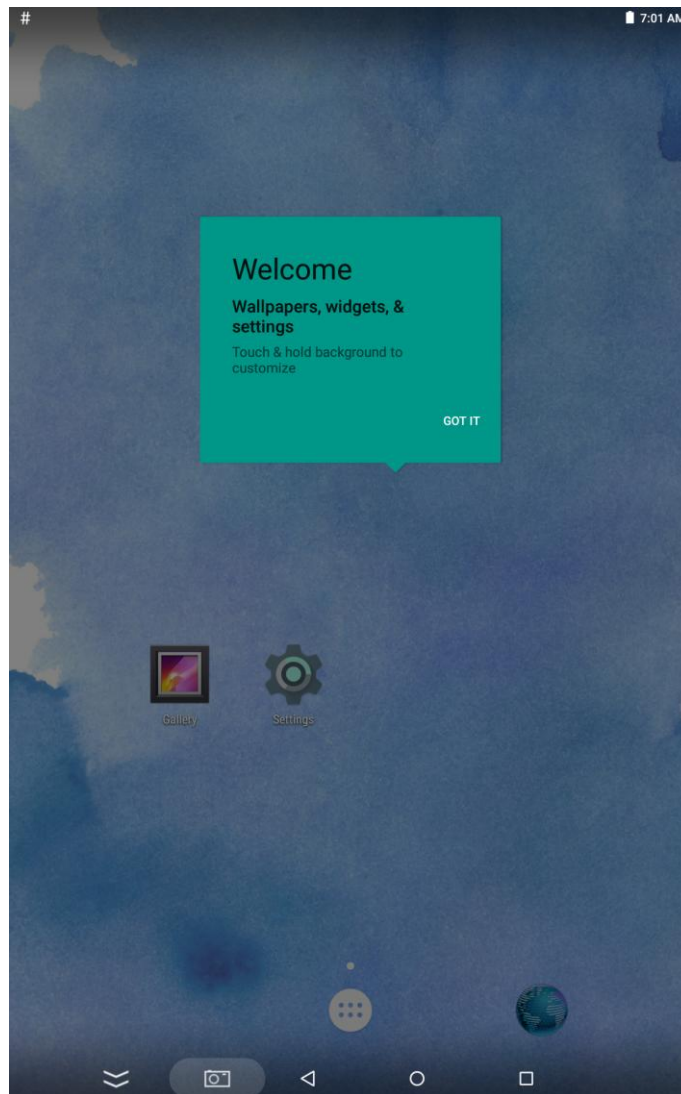 #
7:01 AM
Welcome
Wallpapers, widgets, &
settings
Touch & hold background to
customize
GOT IT
Gallery
Settings